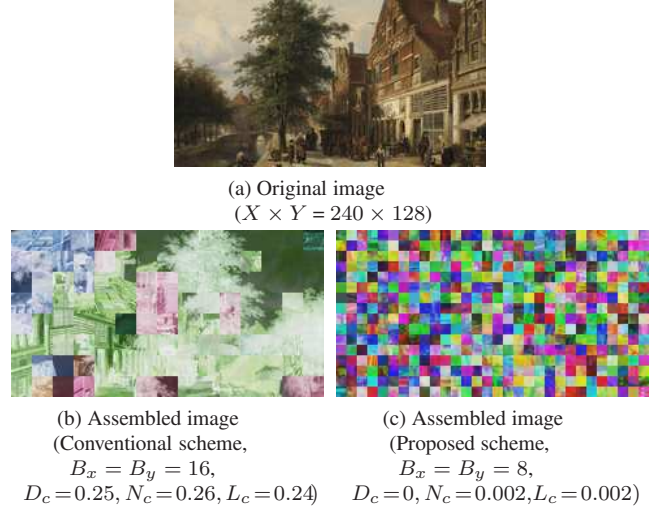 (a) Original image
(X × Y = 240 × 128)
(b) Assembled image
(Conventional scheme,
B_x = B_y = 16,
D_c = 0.25, N_c = 0.26, L_c = 0.24)
(c) Assembled image
(Proposed scheme,
B_x = B_y = 8,
D_c = 0, N_c = 0.002, L_c = 0.002)